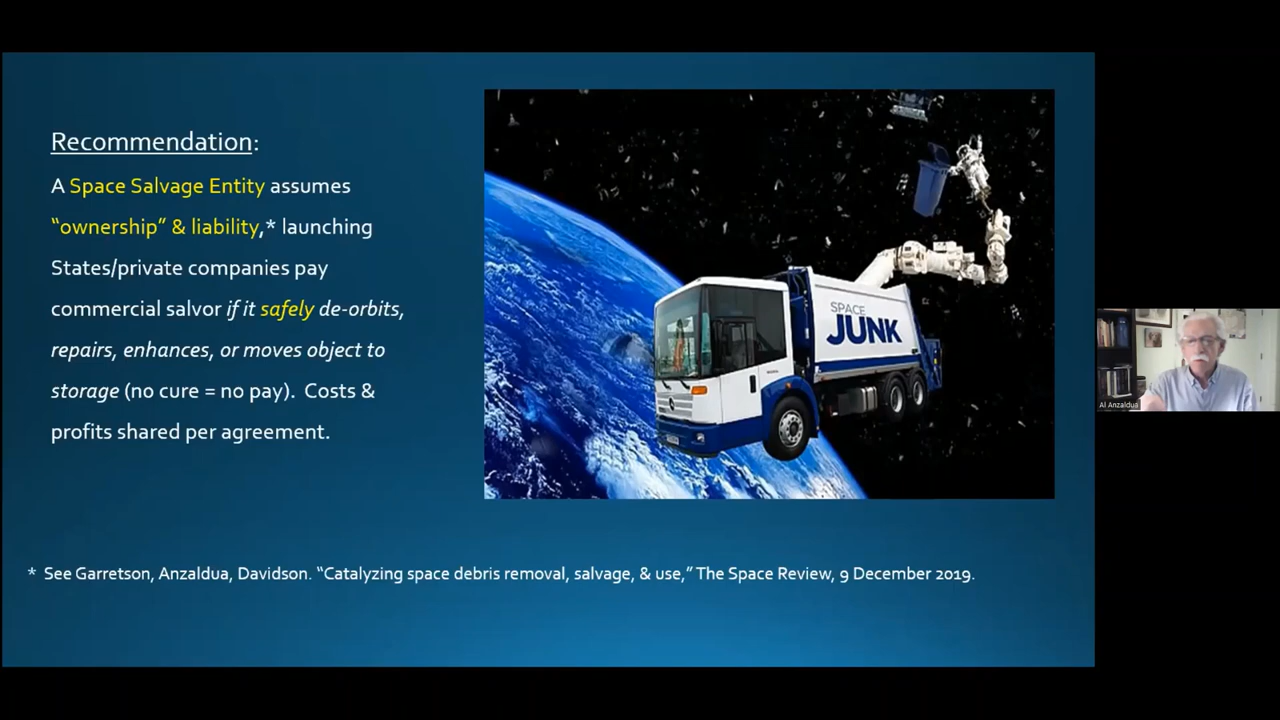 Recommendation:
A Space Salvage Entity assumes
“ownership” & liability,* launching
States/private companies pay
commercial salvor if it safely de-orbits,
repairs, enhances, or moves object to
storage (no cure = no pay).  Costs &
profits shared per agreement.
SPACE
JUNK
* See Garretson, Anzaldua, Davidson. “Catalyzing space debris removal, salvage, & use,” The Space Review, 9 December 2019.
Al Anzaldua